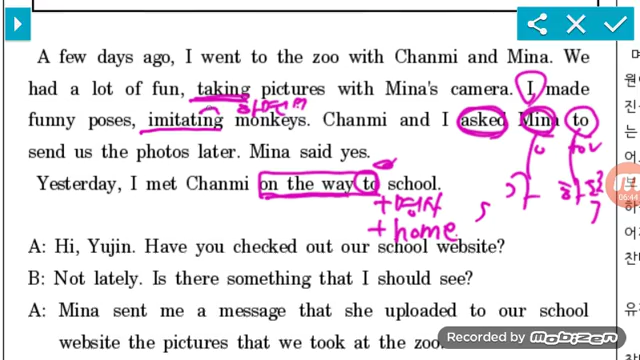 A few days ago, I went to the zoo with Chanmi and Mina. We
had a lot of fun, taking pictures with Mina's camera. I made
하면서
funny poses, imitating monkeys. Chanmi and I asked Mina to
send us the photos later. Mina said yes.
Yesterday, I met Chanmi on the way to school.
+ 명사
+ home
A: Hi, Yujin. Have you checked out our school website?
B: Not lately. Is there something that I should see?
A: Mina sent me a message that she uploaded to our school
website the pictures that we took at the zoo.
06:44
Recorded by mobizen